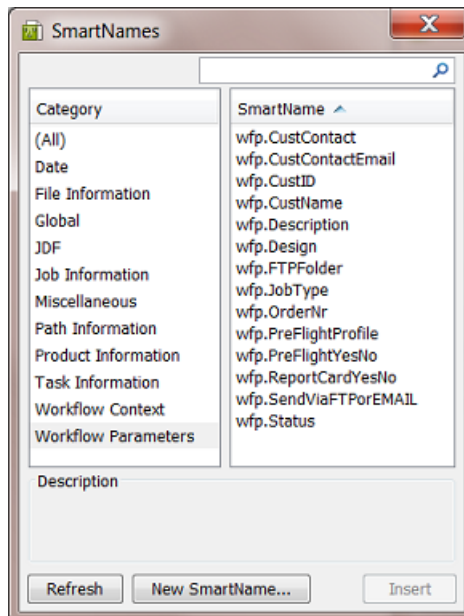 SmartNames
Category
(All)
Date
File Information
Global
JDF
Job Information
Miscellaneous
Path Information
Product Information
Task Information
Workflow Context
Workflow Parameters
SmartName
wfp.CustContact
wfp.CustContactEmail
wfp.CustID
wfp.CustName
wfp.Description
wfp.Design
wfp.FTPFolder
wfp.JobType
wfp.OrderNr
wfp.PreFlightProfile
wfp.PreFlightYesNo
wfp.ReportCardYesNo
wfp.SendViaFTPorEMAIL
wfp.Status
Description
Refresh New SmartName... Insert